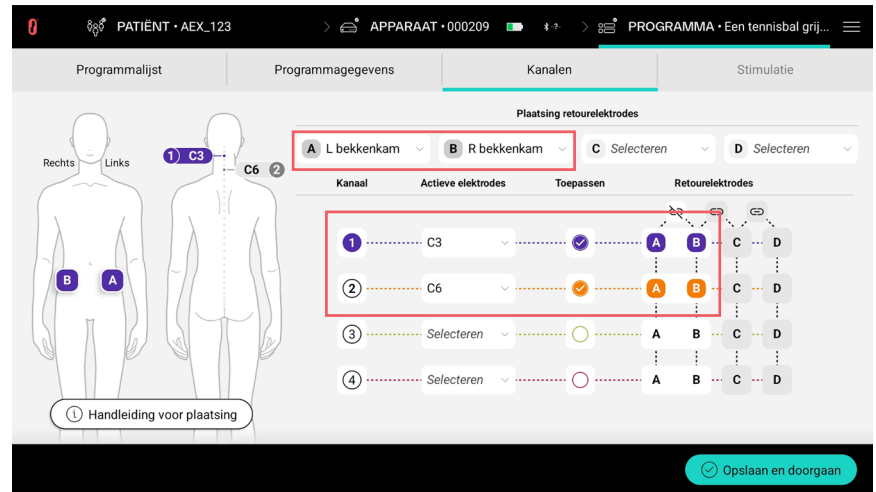 PATIËNT • AEX_123
APPARAAT • 000209
PROGRAMMA • Een tennisbal grij...
Programmalijst
Programmagegevens
Kanalen
Stimulatie
Plaatsing retourelektrodes
A L bekkenkam
B R bekkenkam
C Selecteren
D Selecteren
Rechts
Links
1 C3
C6 2
B A
Kanaal Actieve elektrodes Toepassen Retourelektrodes
1 C3 A B C D
2 C6 A B C D
3 Selecteren A B C D
4 Selecteren A B C D
Handleiding voor plaatsing
Opslaan en doorgaan